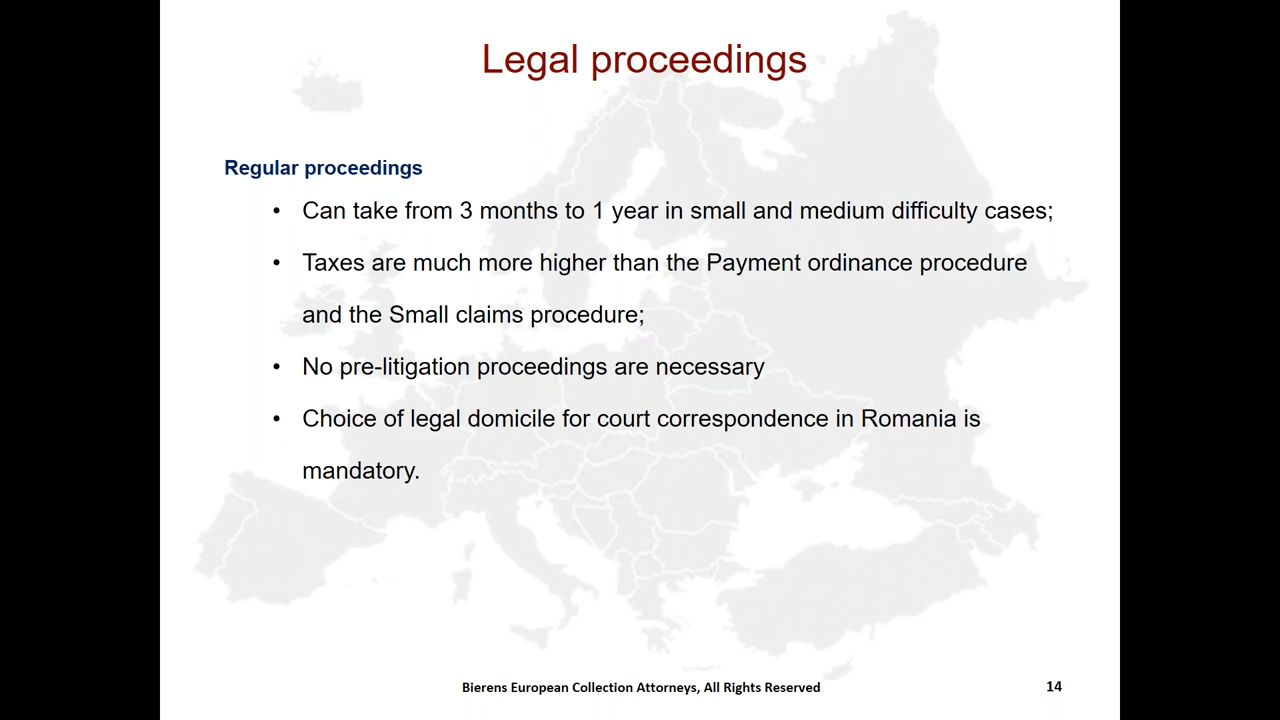 Legal proceedings
Regular proceedings
• Can take from 3 months to 1 year in small and medium difficulty cases;
• Taxes are much more higher than the Payment ordinance procedure
and the Small claims procedure;
• No pre-litigation proceedings are necessary
• Choice of legal domicile for court correspondence in Romania is
mandatory.
Bierens European Collection Attorneys, All Rights Reserved
14